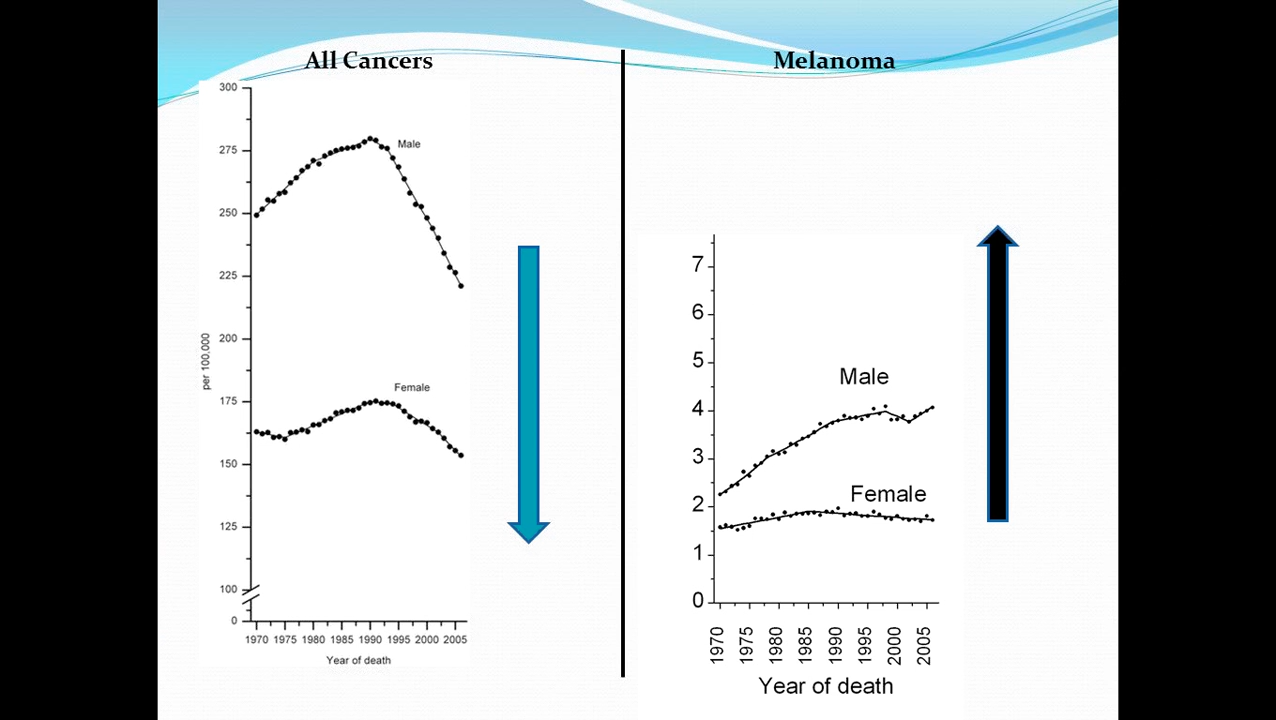 All Cancers
300
275
250
225
200
175
150
125
100
0
per 100,000
Male
Female
1970 1975 1980 1985 1990 1995 2000 2005
Year of death
Melanoma
7
6
5
4
3
2
1
0
Male
Female
1970 1975 1980 1985 1990 1995 2000 2005
Year of death